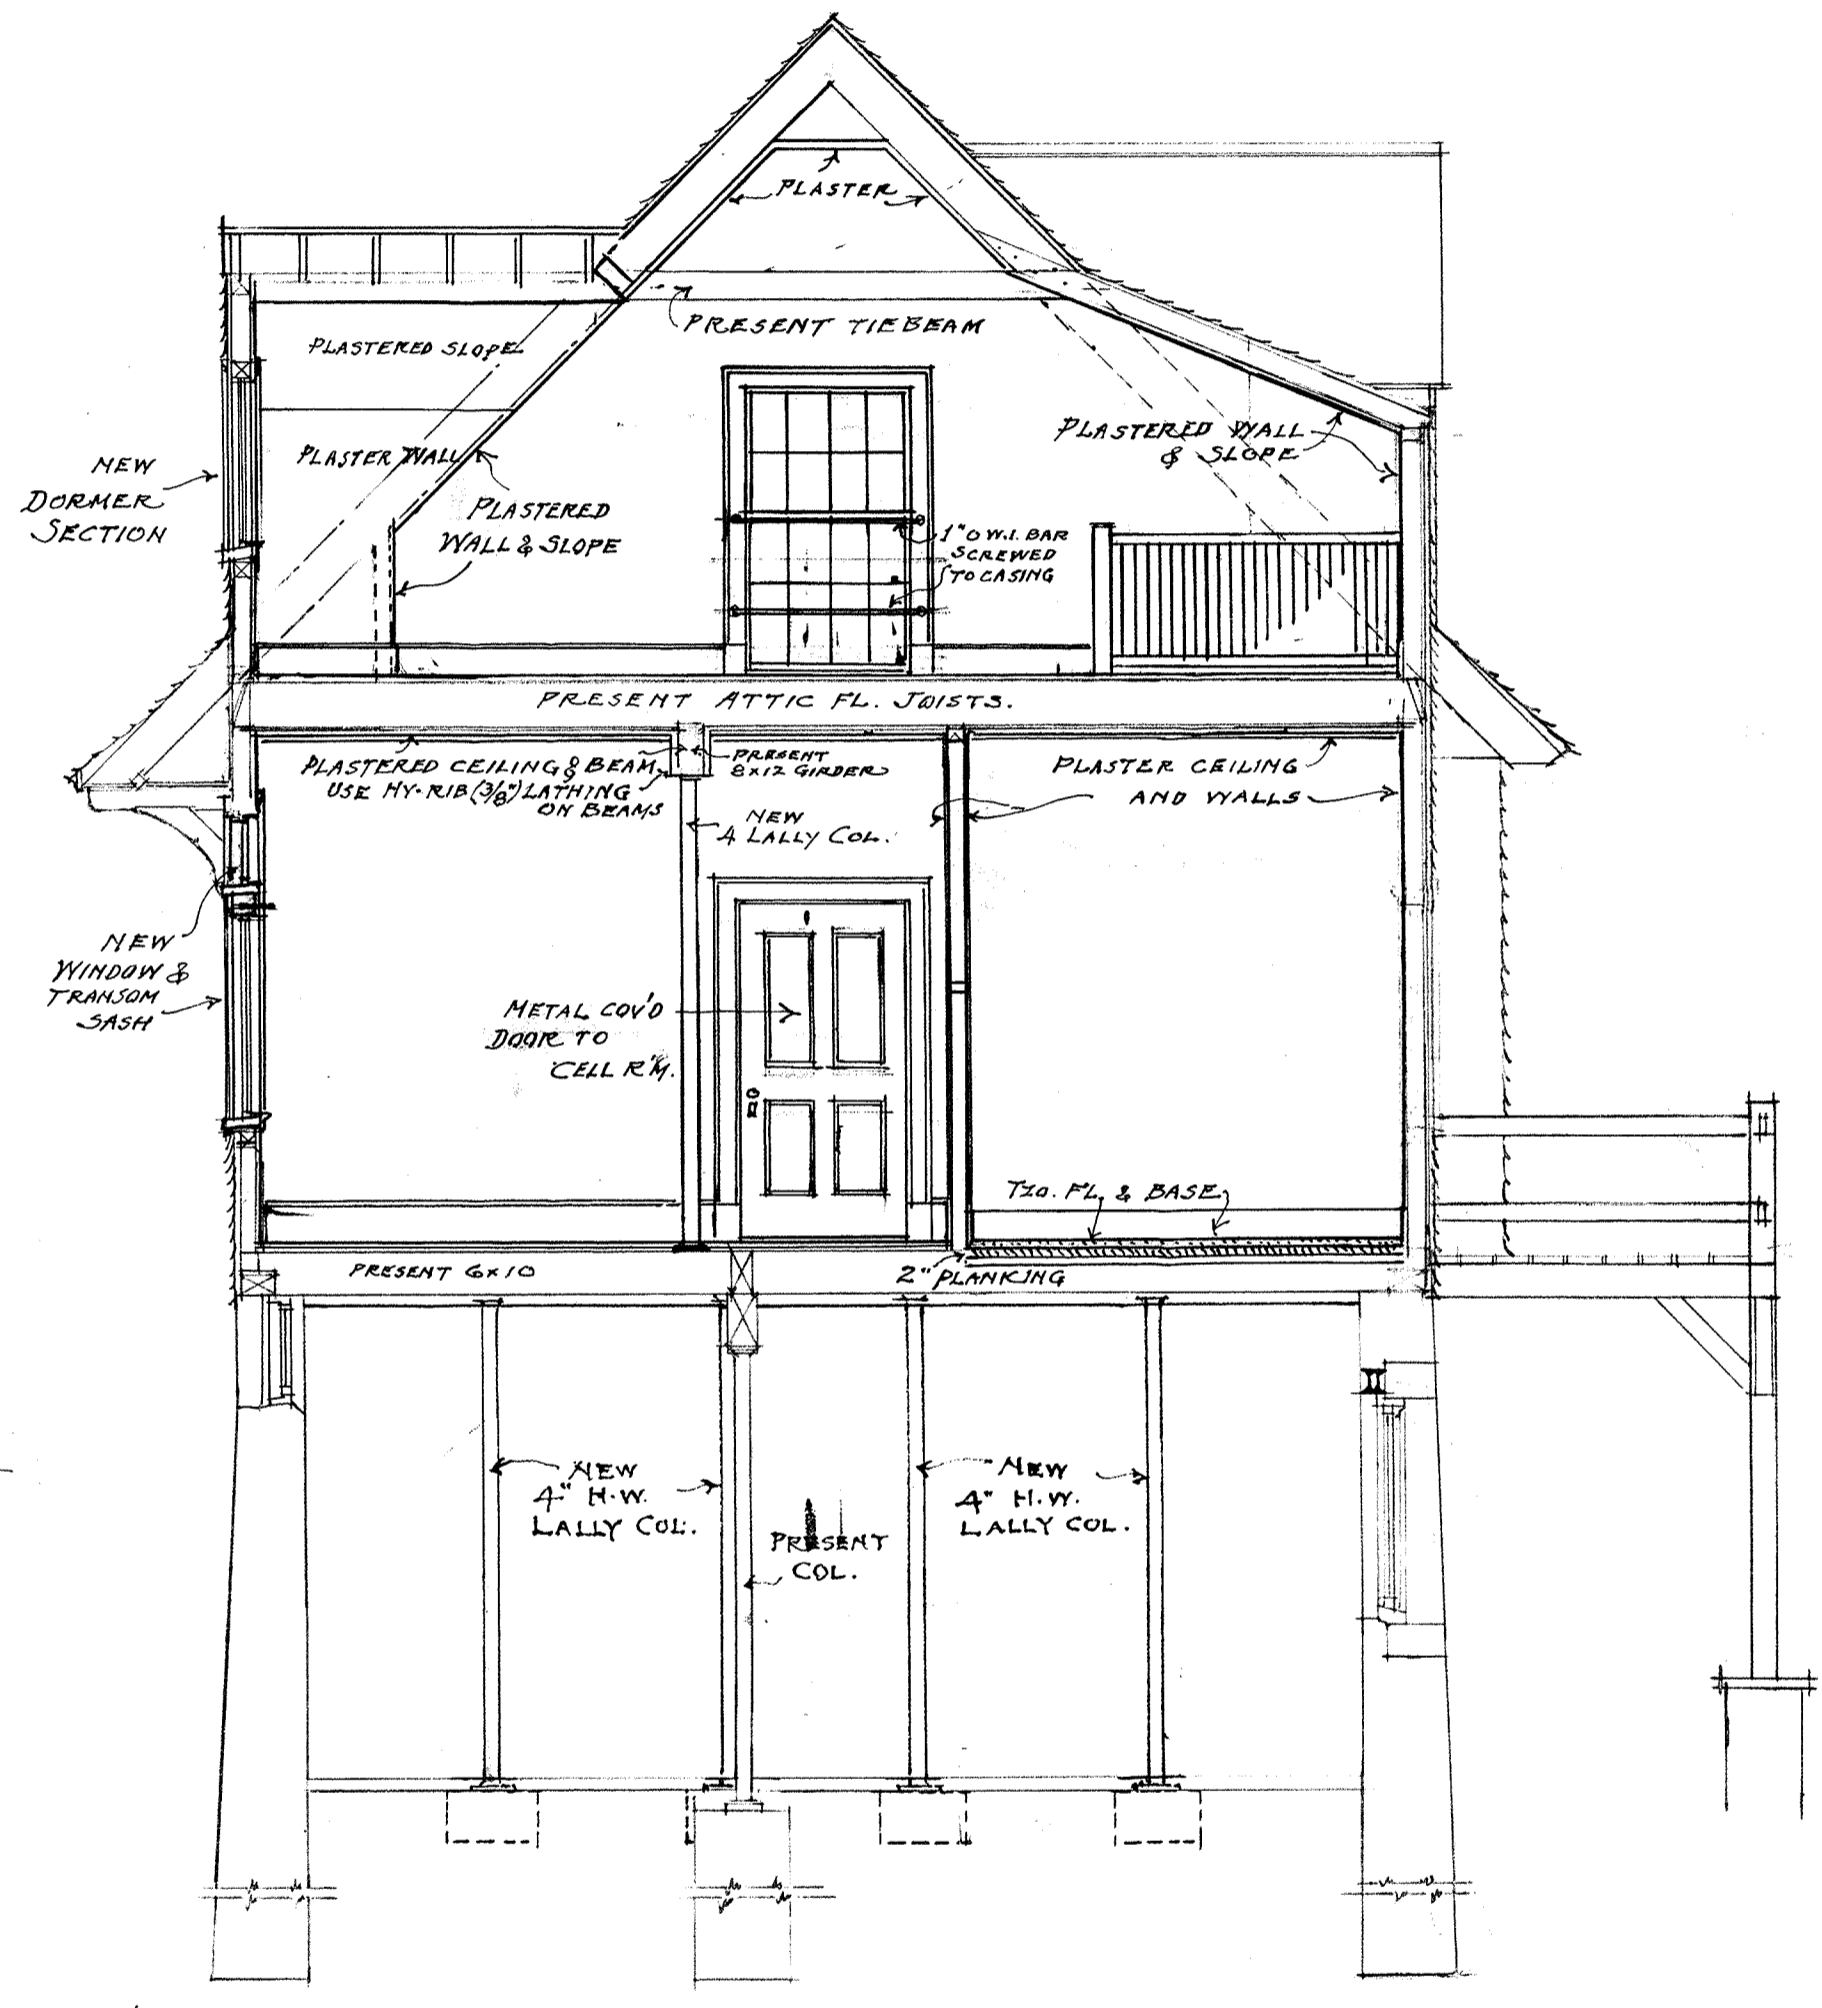 PLASTER
PRESENT TIE BEAM
PLASTERED SLOPE
PLASTER WALL
NEW
DORMER
SECTION
PLASTERED
WALL & SLOPE
PLASTERED WALL
& SLOPE
1"O W.I. BAR
SCREWED
TO CASING
PRESENT ATTIC FL. JOISTS.
PLASTERED CEILING & BEAM
USE HY-RIB (3/8") LATHING
ON BEAMS
PRESENT
8X12 GIRDER
NEW
4 LALLY COL.
PLASTER CEILING
AND WALLS
NEW
WINDOW &
TRANSOM
SASH
METAL COV'D
DOOR TO
CELL R'M.
TZO. FL. & BASE
PRESENT 6X10
2" PLANKING
NEW
4" H.W.
LALLY COL.
PRESENT
COL.
NEW
4" H.W.
LALLY COL.